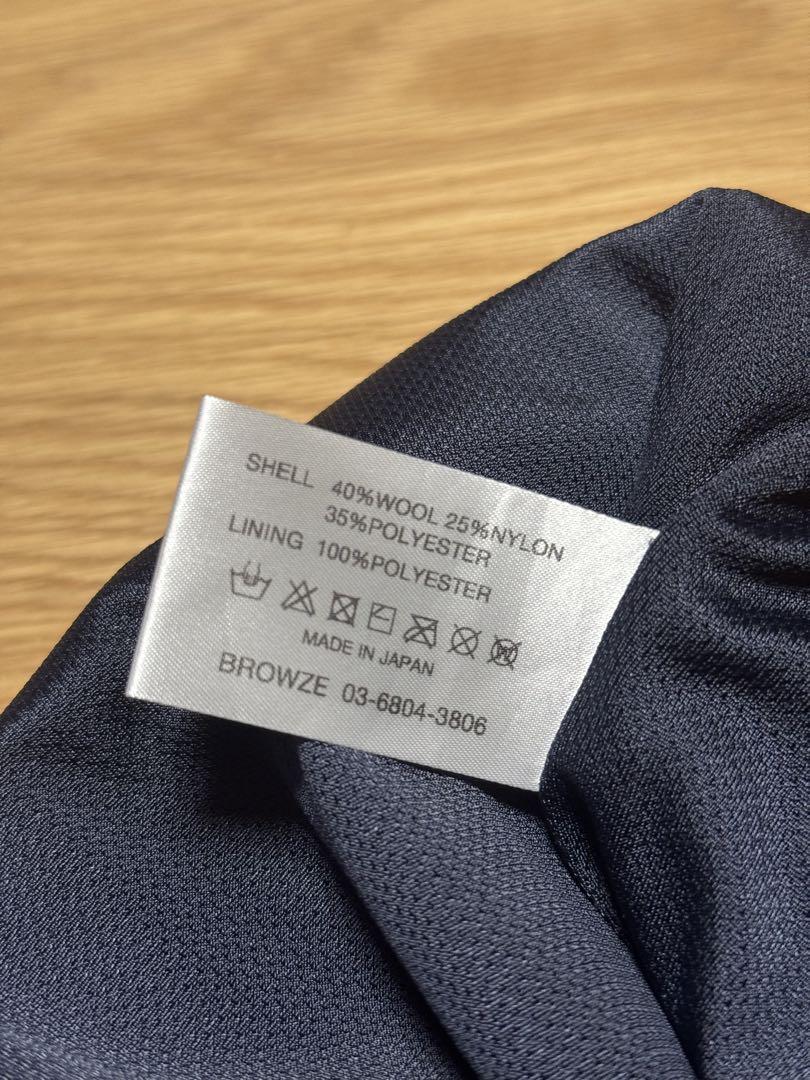 SHELL 40%WOOL 25%NYLON
35%POLYESTER
LINING 100%POLYESTER
MADE IN JAPAN
BROWZE 03-6804-3806